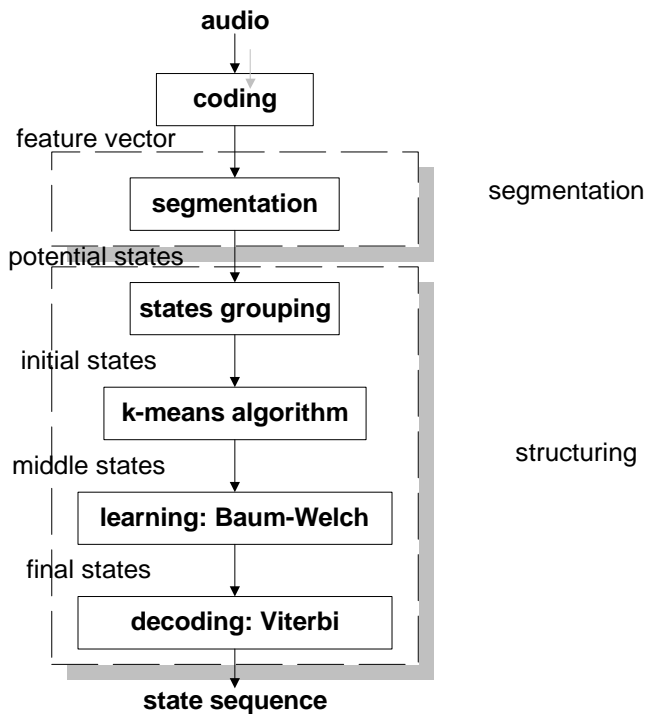 audio
coding
feature vector
segmentation
segmentation
potential states
states grouping
initial states
k-means algorithm
middle states
structuring
learning: Baum-Welch
final states
decoding: Viterbi
state sequence